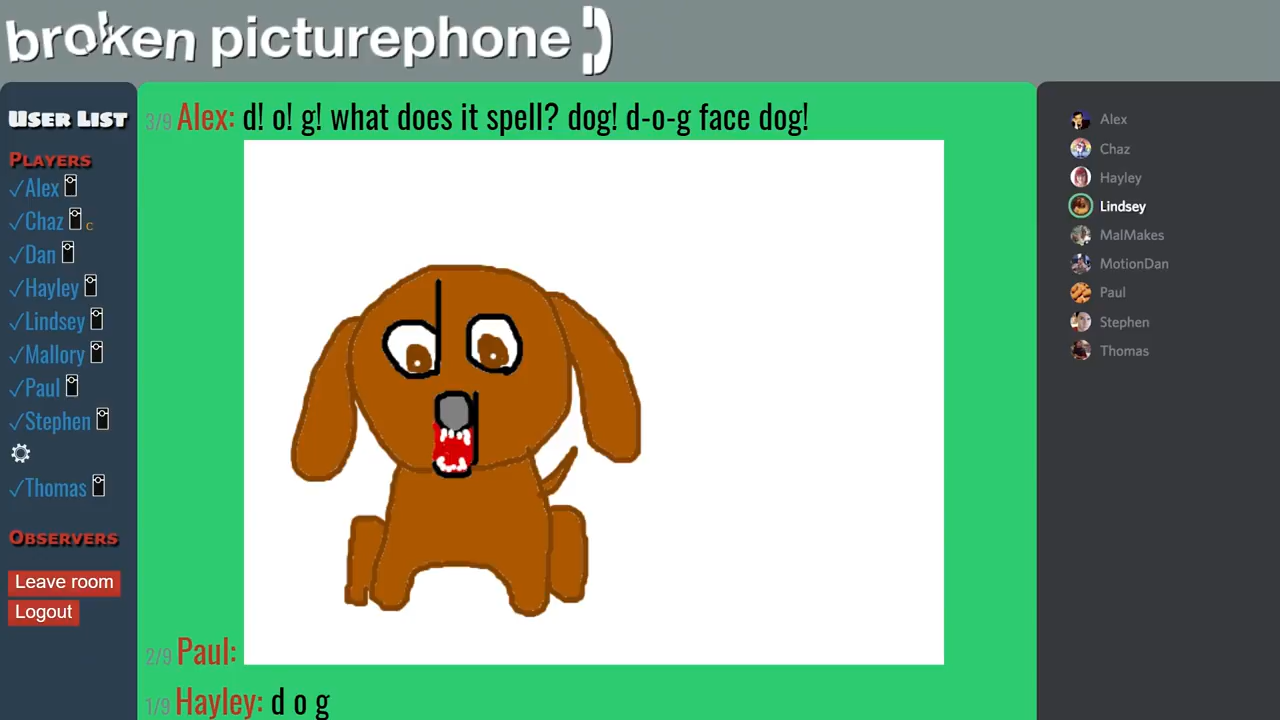 broken picturephone
USER LIST
PLAYERS
✓Alex
✓Chaz c
✓Dan
✓Hayley
✓Lindsey
✓Mallory
✓Paul
✓Stephen
✓Thomas
OBSERVERS
Leave room
Logout
3/9 Alex: d! o! g! what does it spell? dog! d-o-g face dog!
2/9 Paul:
1/9 Hayley: d o g
Alex
Chaz
Hayley
Lindsey
MalMakes
MotionDan
Paul
Stephen
Thomas